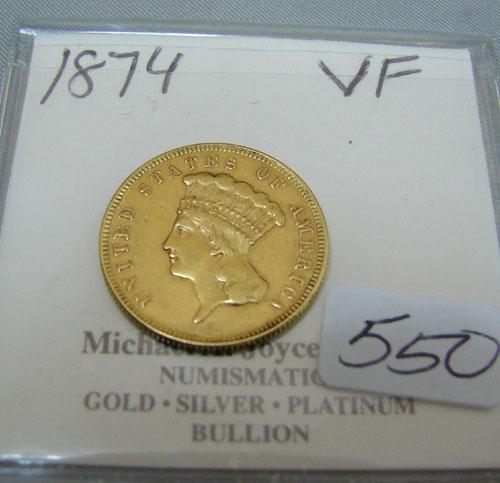 1874 VF
UNITED STATES OF AMERICA
550
Joyce
NUMISMATIC
GOLD • SILVER • PLATINUM
BULLION